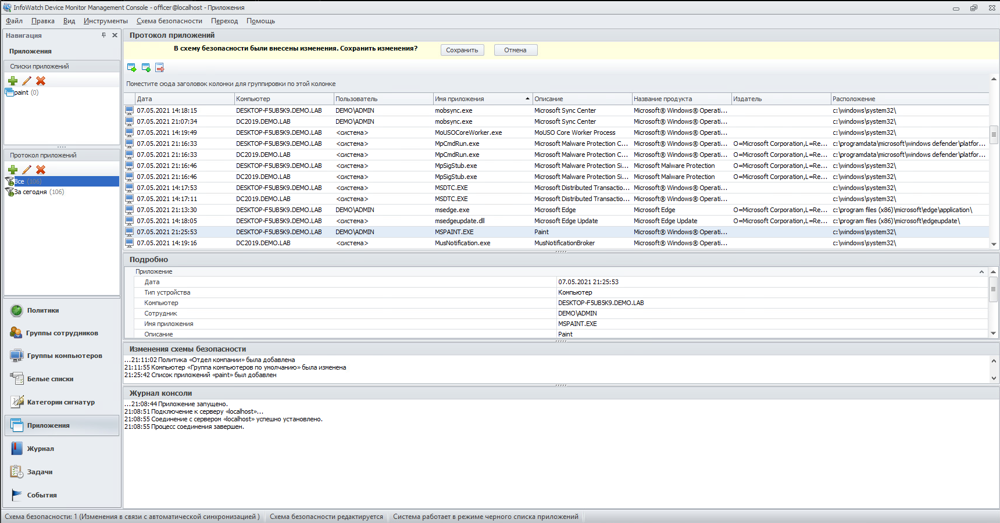 InfoWatch Device Monitor Management Console - officer@localhost - Приложения
Файл Правка Вид Инструменты Схема безопасности Переход Помощь
Навигация
Приложения
Списки приложений
paint (0)
Протокол приложений
Все (106)
За сегодня (106)
Политики
Группы сотрудников
Группы компьютеров
Белые списки
Категории сигнатур
Приложения
Журнал
Задачи
События
Протокол приложений
В схему безопасности были внесены изменения. Сохранить изменения? Сохранить Отмена
Поместите сюда заголовок колонки для группировки по этой колонке
Дата Компьютер Пользователь Имя приложения Описание Название продукта Издатель Расположение
07.05.2021 14:18:15 DESKTOP-F5UB5K9.DEMO.LAB DEMO\ADMIN mobsync.exe Microsoft Sync Center Microsoft® Windows® Operati... c:\windows\system32\
07.05.2021 21:07:34 DC2019.DEMO.LAB DEMO\ADMIN mobsync.exe Microsoft Sync Center Microsoft® Windows® Operati... c:\windows\system32\
07.05.2021 14:19:49 DESKTOP-F5UB5K9.DEMO.LAB <система> MoUSOCoreWorker.exe MoUSO Core Worker Process Microsoft® Windows® Operati... c:\windows\system32\
07.05.2021 21:16:33 DESKTOP-F5UB5K9.DEMO.LAB <система> MpCmdRun.exe Microsoft Malware Protection C... Microsoft® Windows® Operati... O=Microsoft Corporation,L=Re... c:\programdata\microsoft\windows defender\platfor...
07.05.2021 21:16:33 DC2019.DEMO.LAB <система> MpCmdRun.exe Microsoft Malware Protection C... Microsoft® Windows® Operati... O=Microsoft Corporation,L=Re... c:\programdata\microsoft\windows defender\platfor...
07.05.2021 21:16:46 DESKTOP-F5UB5K9.DEMO.LAB <система> MpSigStub.exe Microsoft Malware Protection Si... Microsoft Malware Protection O=Microsoft Corporation,L=Re... c:\windows\system32\
07.05.2021 21:16:46 DC2019.DEMO.LAB <система> MpSigStub.exe Microsoft Malware Protection Si... Microsoft Malware Protection O=Microsoft Corporation,L=Re... c:\windows\system32\
07.05.2021 14:17:53 DESKTOP-F5UB5K9.DEMO.LAB <система> MSDTC.EXE Microsoft Distributed Transactio... Microsoft® Windows® Operati... c:\windows\system32\
07.05.2021 14:17:11 DC2019.DEMO.LAB <система> MSDTC.EXE Microsoft Distributed Transactio... Microsoft® Windows® Operati... c:\windows\system32\
07.05.2021 21:13:30 DESKTOP-F5UB5K9.DEMO.LAB DEMO\ADMIN msedge.exe Microsoft Edge Microsoft Edge O=Microsoft Corporation,L=Re... c:\program files (x86)\microsoft\edge\application\
07.05.2021 14:18:05 DESKTOP-F5UB5K9.DEMO.LAB <система> msedgeupdate.dll Microsoft Edge Update Microsoft Edge Update O=Microsoft Corporation,L=Re... c:\program files (x86)\microsoft\edgeupdate\
07.05.2021 21:25:53 DESKTOP-F5UB5K9.DEMO.LAB DEMO\ADMIN MSPAINT.EXE Paint Microsoft® Windows® Operati... c:\windows\system32\
07.05.2021 14:19:16 DC2019.DEMO.LAB <система> MusNotification.exe MusNotificationBroker Microsoft® Windows® Operati... c:\windows\system32\
Подробно
Приложение
Дата 07.05.2021 21:25:53
Тип устройства Компьютер
Компьютер DESKTOP-F5UB5K9.DEMO.LAB
Сотрудник DEMO\ADMIN
Имя приложения MSPAINT.EXE
Описание Paint
Изменения схемы безопасности
...21:11:02 Политика «Отдел компании» была добавлена
21:11:55 Компьютер «Группа компьютеров по умолчанию» была изменена
21:25:42 Список приложений «paint» был добавлен
Журнал консоли
...21:08:44 Приложение запущено.
21:08:51 Подключение к серверу «localhost»...
21:08:55 Соединение с сервером «localhost» успешно установлено.
21:08:55 Процесс соединения завершен.
Схема безопасности: 1 (Изменения в связи с автоматической синхронизацией ) Схема безопасности редактируется Система работает в режиме черного списка приложений